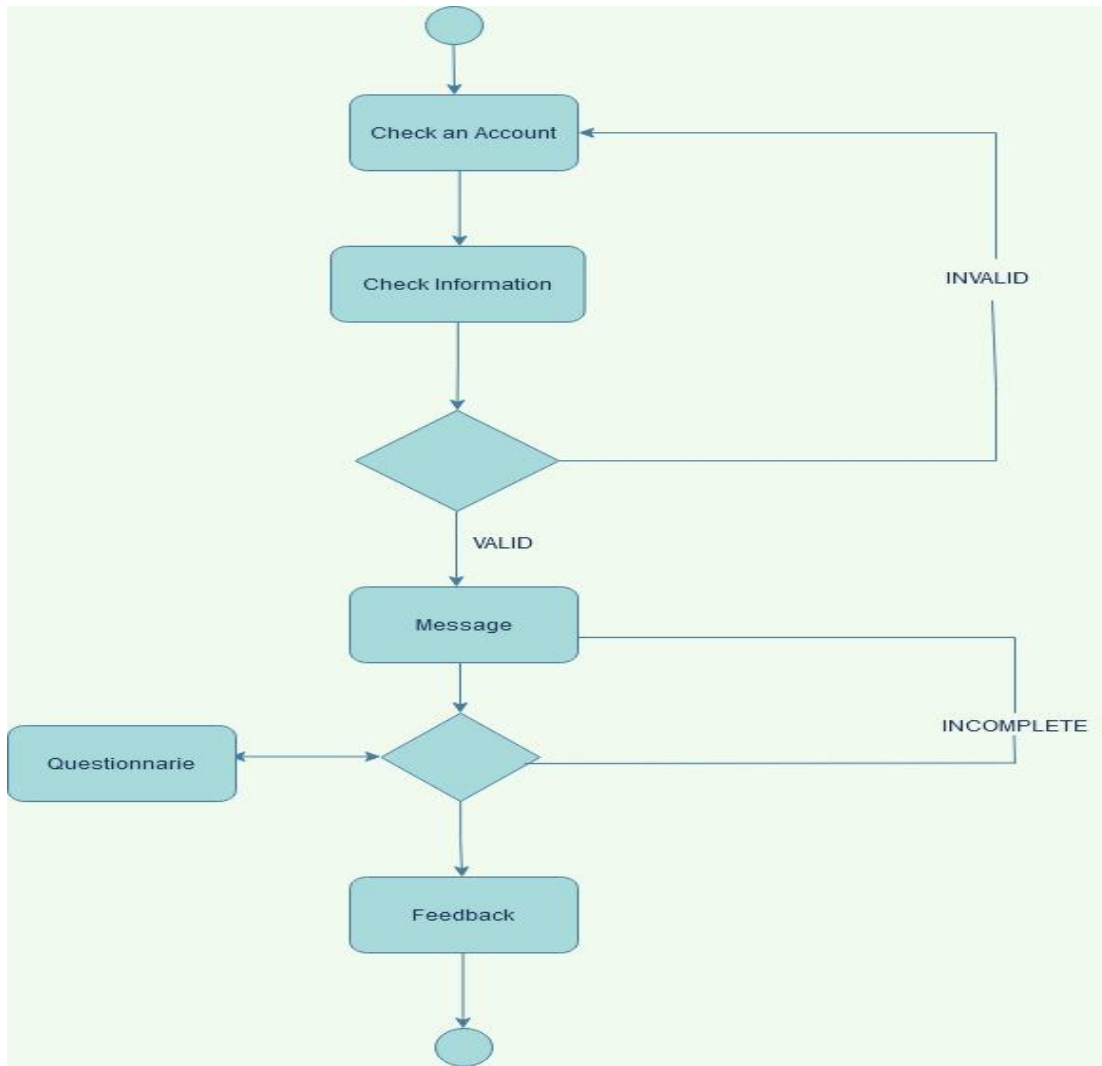 Check an Account
Check Information
INVALID
VALID
Message
INCOMPLETE
Questionnarie
Feedback